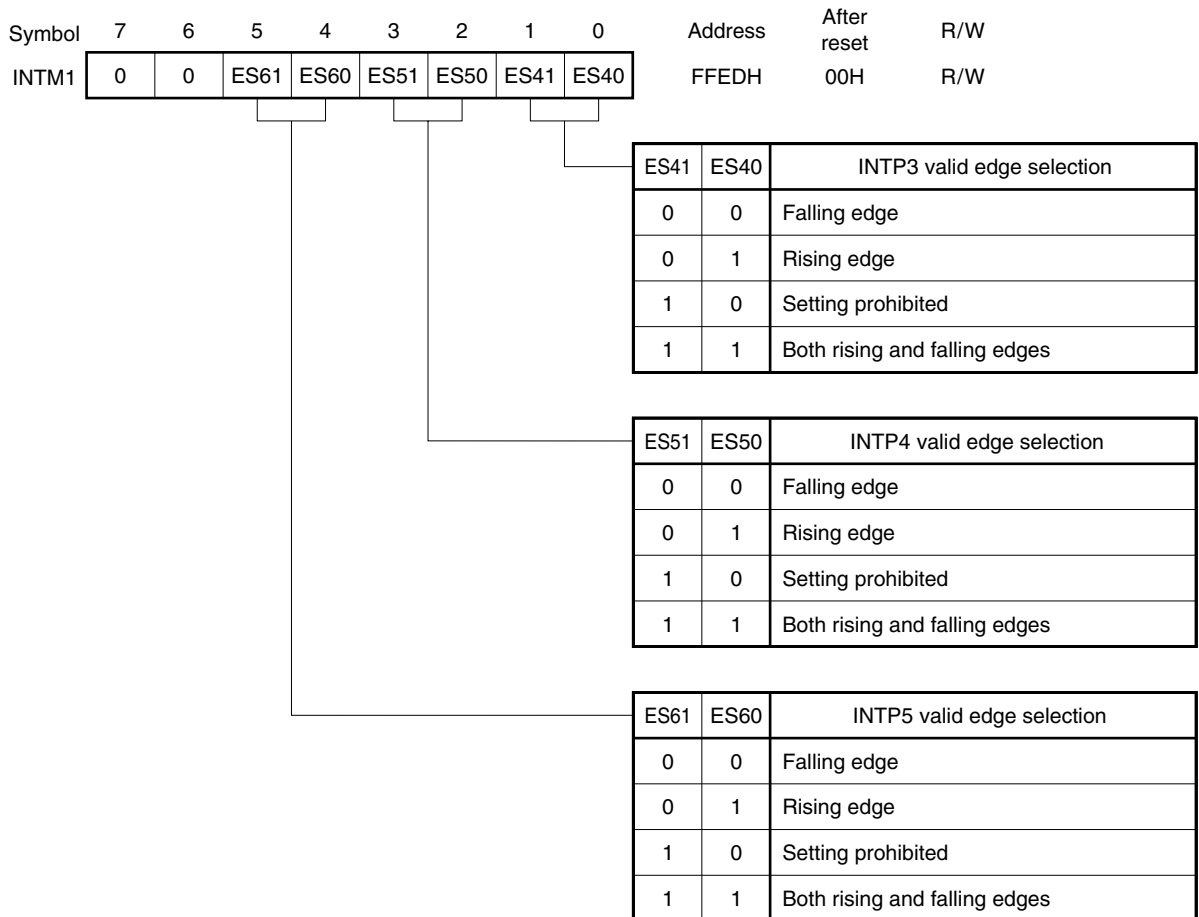 Symbol 7 6 5 4 3 2 1 0 Address After reset R/W
INTM1 0 0 ES61 ES60 ES51 ES50 ES41 ES40 FFEDH 00H R/W
ES41 ES40 INTP3 valid edge selection
0 0 Falling edge
0 1 Rising edge
1 0 Setting prohibited
1 1 Both rising and falling edges
ES51 ES50 INTP4 valid edge selection
0 0 Falling edge
0 1 Rising edge
1 0 Setting prohibited
1 1 Both rising and falling edges
ES61 ES60 INTP5 valid edge selection
0 0 Falling edge
0 1 Rising edge
1 0 Setting prohibited
1 1 Both rising and falling edges